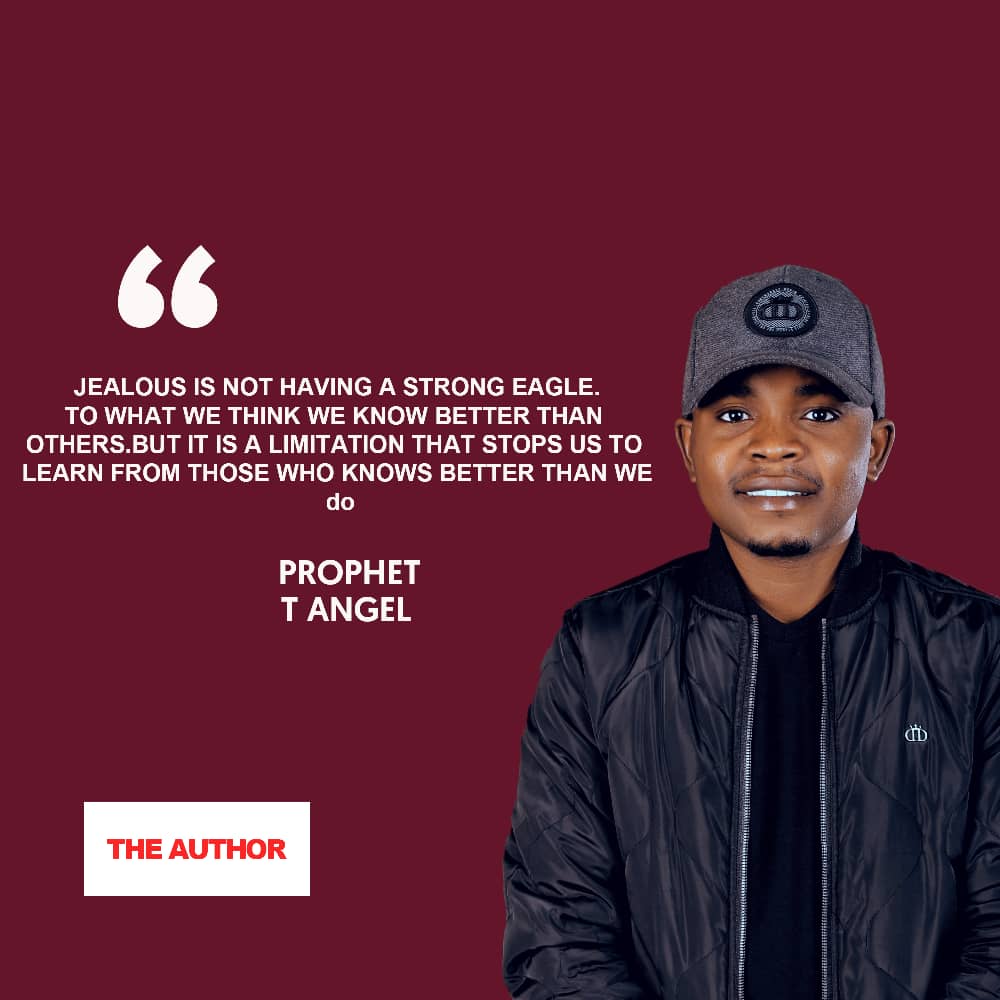 JEALOUS IS NOT HAVING A STRONG EAGLE.
TO WHAT WE THINK WE KNOW BETTER THAN
OTHERS.BUT IT IS A LIMITATION THAT STOPS US TO
LEARN FROM THOSE WHO KNOWS BETTER THAN WE
do
PROPHET
T ANGEL
THE AUTHOR